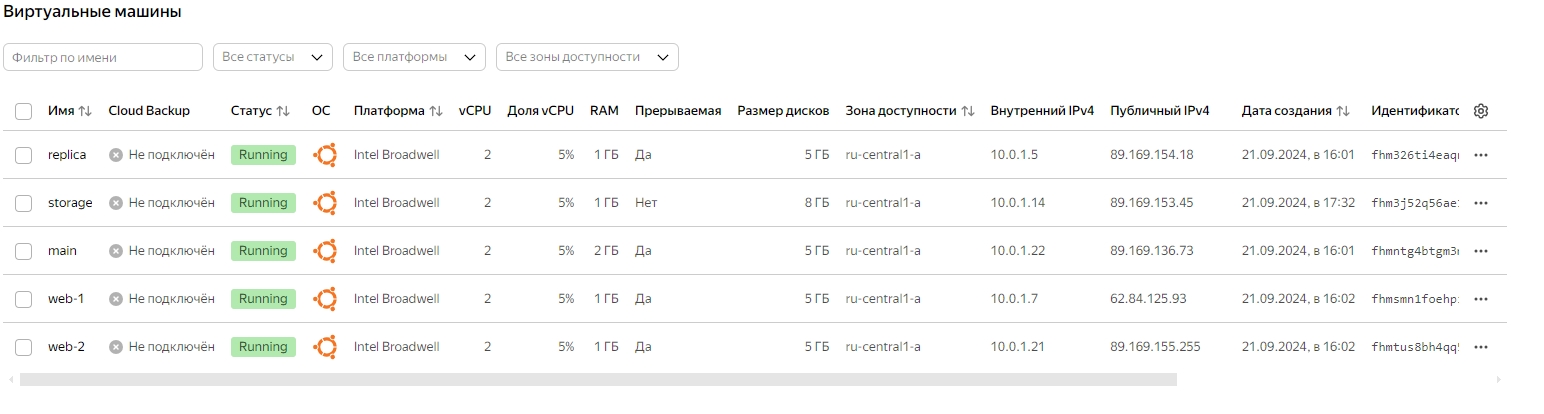 Виртуальные машины
Фильтр по имени Все статусы Все платформы Все зоны доступности
Имя Cloud Backup Статус ОС Платформа vCPU Доля vCPU RAM Прерываемая Размер дисков Зона доступности Внутренний IPv4 Публичный IPv4 Дата создания Идентификато
replica Не подключён Running Intel Broadwell 2 5% 1 ГБ Да 5 ГБ ru-central1-a 10.0.1.5 89.169.154.18 21.09.2024, в 16:01 fhm326ti4eaq
storage Не подключён Running Intel Broadwell 2 5% 1 ГБ Нет 8 ГБ ru-central1-a 10.0.1.14 89.169.153.45 21.09.2024, в 17:32 fhm3j52q56ae
main Не подключён Running Intel Broadwell 2 5% 2 ГБ Да 5 ГБ ru-central1-a 10.0.1.22 89.169.136.73 21.09.2024, в 16:01 fhmntg4btgm3
web-1 Не подключён Running Intel Broadwell 2 5% 1 ГБ Да 5 ГБ ru-central1-a 10.0.1.7 62.84.125.93 21.09.2024, в 16:02 fhmsmn1foehp
web-2 Не подключён Running Intel Broadwell 2 5% 1 ГБ Да 5 ГБ ru-central1-a 10.0.1.21 89.169.155.255 21.09.2024, в 16:02 fhmtus8bh4qq